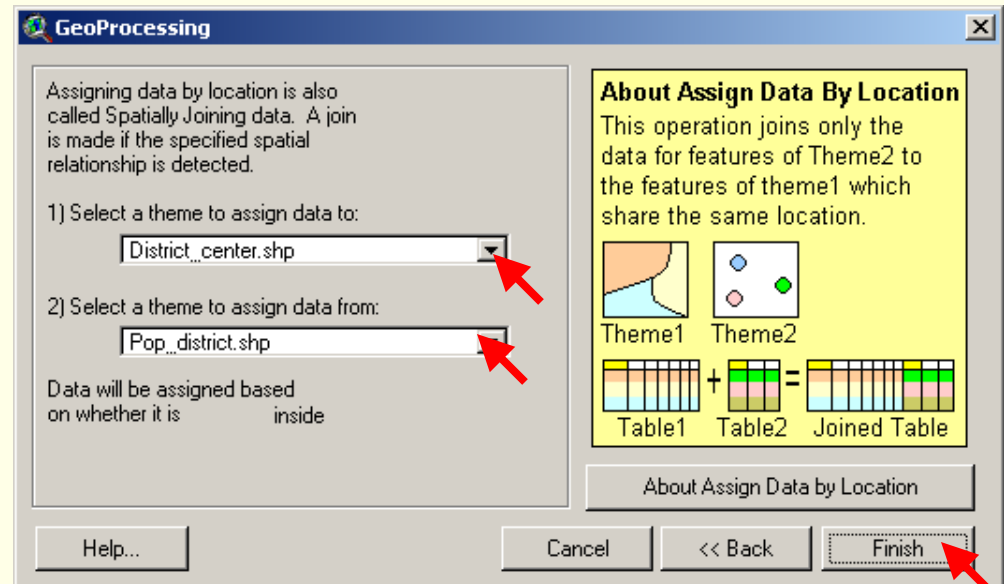 GeoProcessing
Assigning data by location is also
called Spatially Joining data. A join
is made if the specified spatial
relationship is detected.
1) Select a theme to assign data to:
District_center.shp
2) Select a theme to assign data from:
Pop_district.shp
Data will be assigned based
on whether it is inside
About Assign Data By Location
This operation joins only the
data for features of Theme2 to
the features of theme1 which
share the same location.
Theme1 Theme2
+ =
Table1 Table2 Joined Table
About Assign Data by Location
Help... Cancel << Back Finish